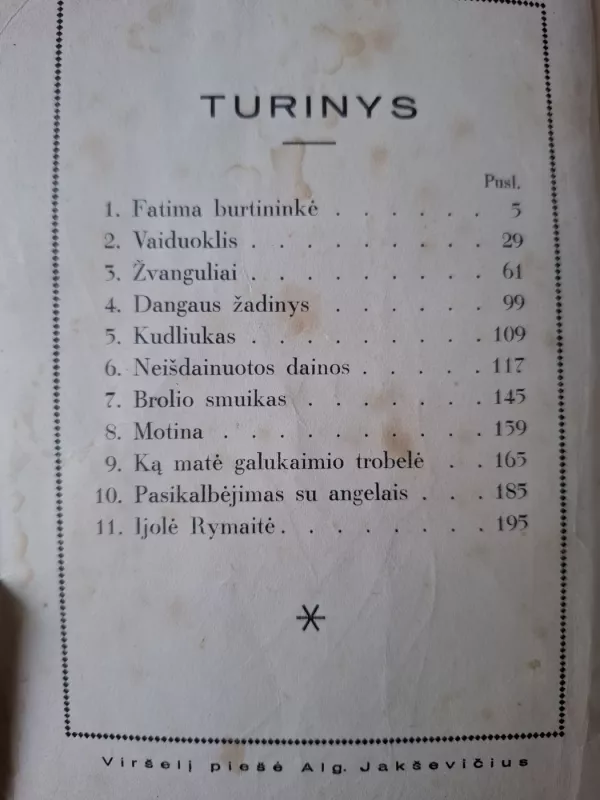 TURINYS
Pusl.
1. Fatima burtininkė . . . . . . 5
2. Vaiduoklis . . . . . . . . 29
3. Žvanguliai . . . . . . . . 61
4. Dangaus žadinys . . . . . . 99
5. Kudliukas . . . . . . . . 109
6. Neišdainuotos dainos . . . . . 117
7. Brolio smuikas . . . . . . 145
8. Motina . . . . . . . . . 159
9. Ką matė galukaimio trobelė . . 165
10. Pasikalbėjimas su angelais . . . 185
11. Ijolė Rymaitė . . . . . . . 195
Viršelį piešė Alg. Jakševičius